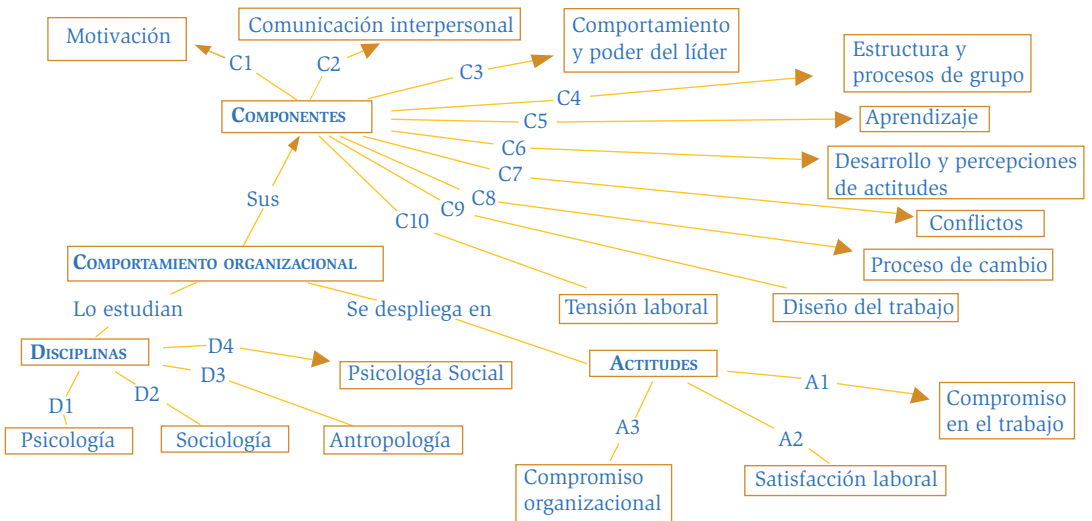 Motivación
Comunicación interpersonal
Comportamiento
y poder del líder
Estructura y
procesos de grupo
C1
C2
C3
C4
COMPONENTES
C5
Aprendizaje
C6
Desarrollo y percepciones
de actitudes
C7
C8
C9
C10
Sus
Conflictos
COMPORTAMIENTO ORGANIZACIONAL
Proceso de cambio
Lo estudian
Se despliega en
Tensión laboral
Diseño del trabajo
DISCIPLINAS
D4
D3
Psicología Social
ACTITUDES
A1
Compromiso
en el trabajo
D1
D2
A3
A2
Psicología
Sociología
Antropología
Compromiso
organizacional
Satisfacción laboral